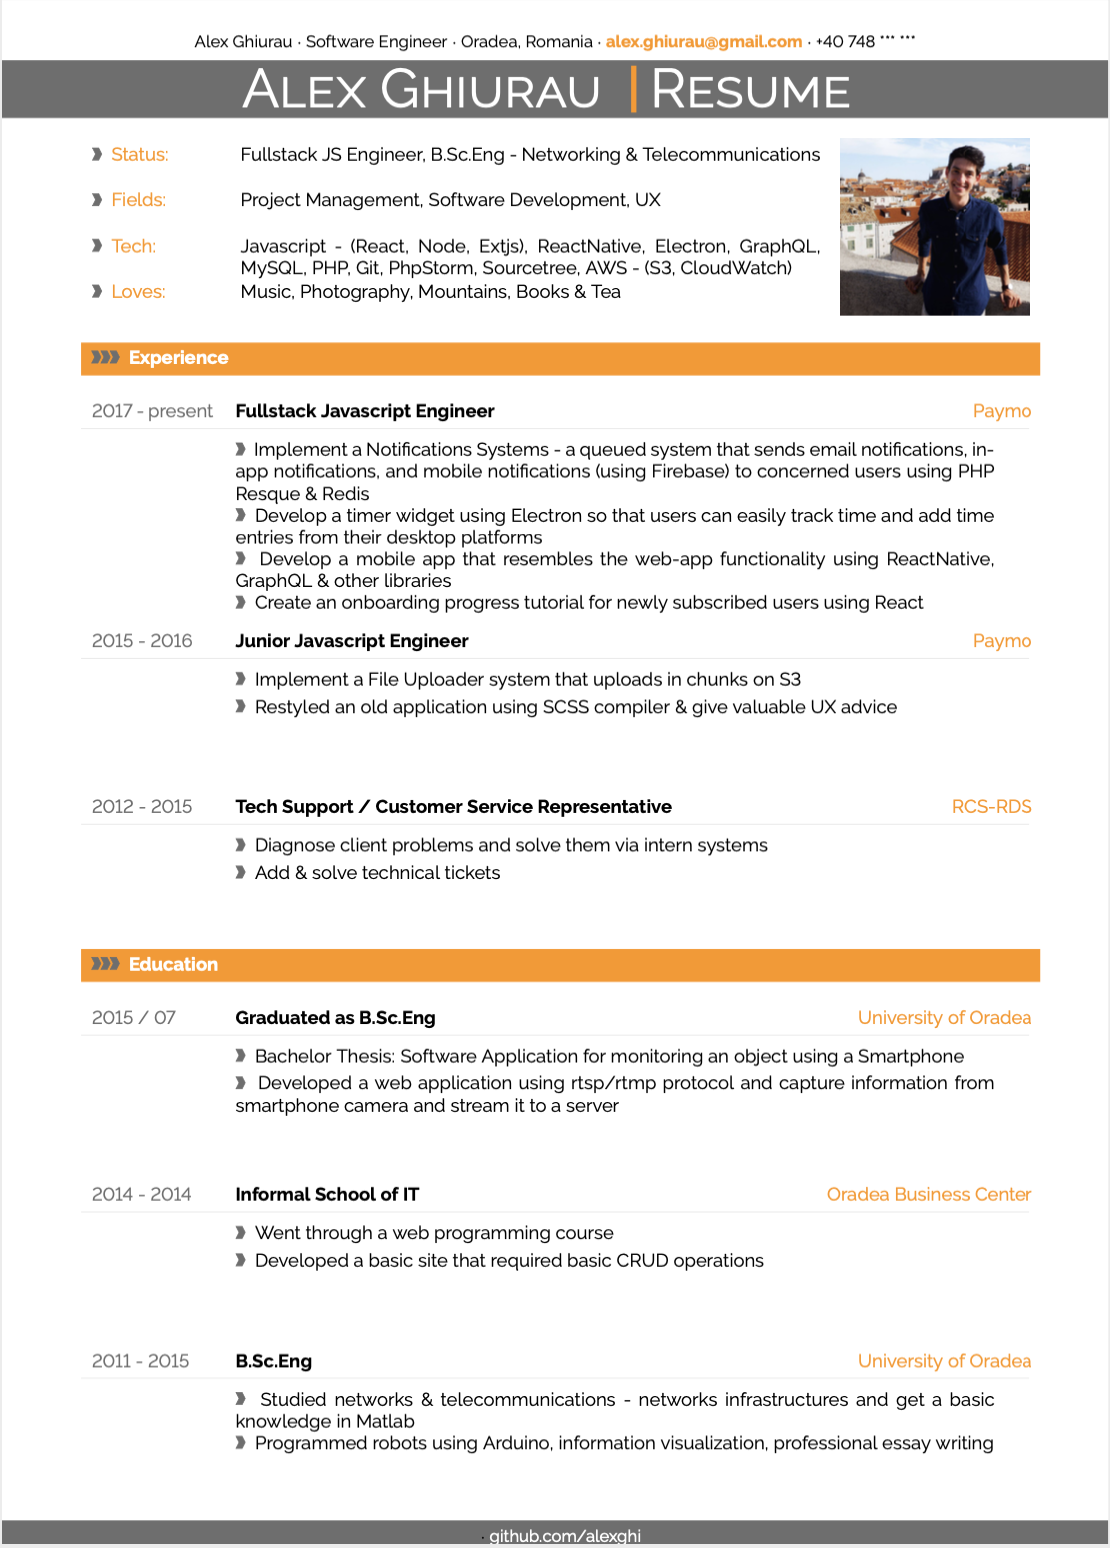 Alex Ghiurau · Software Engineer · Oradea, Romania · alex.ghiurau@gmail.com · +40 748 *** ***
ALEX GHIURAU | RESUME
Status: Fullstack JS Engineer, B.Sc.Eng - Networking & Telecommunications
Fields: Project Management, Software Development, UX
Tech: Javascript - (React, Node, Extjs), ReactNative, Electron, GraphQL,
MySQL, PHP, Git, PhpStorm, Sourcetree, AWS - (S3, CloudWatch)
Loves: Music, Photography, Mountains, Books & Tea
Experience
2017 - present Fullstack Javascript Engineer Paymo
Implement a Notifications Systems - a queued system that sends email notifications, in-
app notifications, and mobile notifications (using Firebase) to concerned users using PHP
Resque & Redis
Develop a timer widget using Electron so that users can easily track time and add time
entries from their desktop platforms
Develop a mobile app that resembles the web-app functionality using ReactNative,
GraphQL & other libraries
Create an onboarding progress tutorial for newly subscribed users using React
2015 - 2016 Junior Javascript Engineer Paymo
Implement a File Uploader system that uploads in chunks on S3
Restyled an old application using SCSS compiler & give valuable UX advice
2012 - 2015 Tech Support / Customer Service Representative RCS-RDS
Diagnose client problems and solve them via intern systems
Add & solve technical tickets
Education
2015 / 07 Graduated as B.Sc.Eng University of Oradea
Bachelor Thesis: Software Application for monitoring an object using a Smartphone
Developed a web application using rtsp/rtmp protocol and capture information from
smartphone camera and stream it to a server
2014 - 2014 Informal School of IT Oradea Business Center
Went through a web programming course
Developed a basic site that required basic CRUD operations
2011 - 2015 B.Sc.Eng University of Oradea
Studied networks & telecommunications - networks infrastructures and get a basic
knowledge in Matlab
Programmed robots using Arduino, information visualization, professional essay writing
· github.com/alexghi